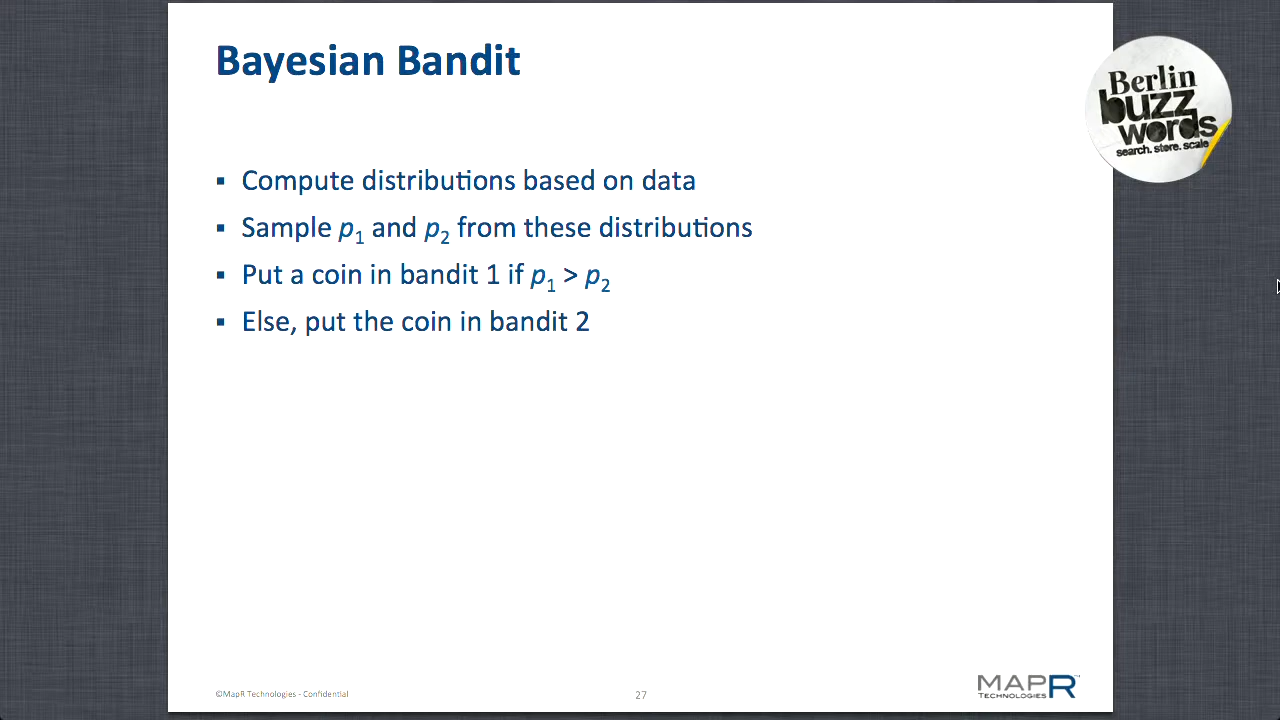 Bayesian Bandit
Berlin
buzz
words
search. store. scale
▪ Compute distributions based on data
▪ Sample p1 and p2 from these distributions
▪ Put a coin in bandit 1 if p1 > p2
▪ Else, put the coin in bandit 2
©MapR Technologies - Confidential
27
MAPR™
TECHNOLOGIES